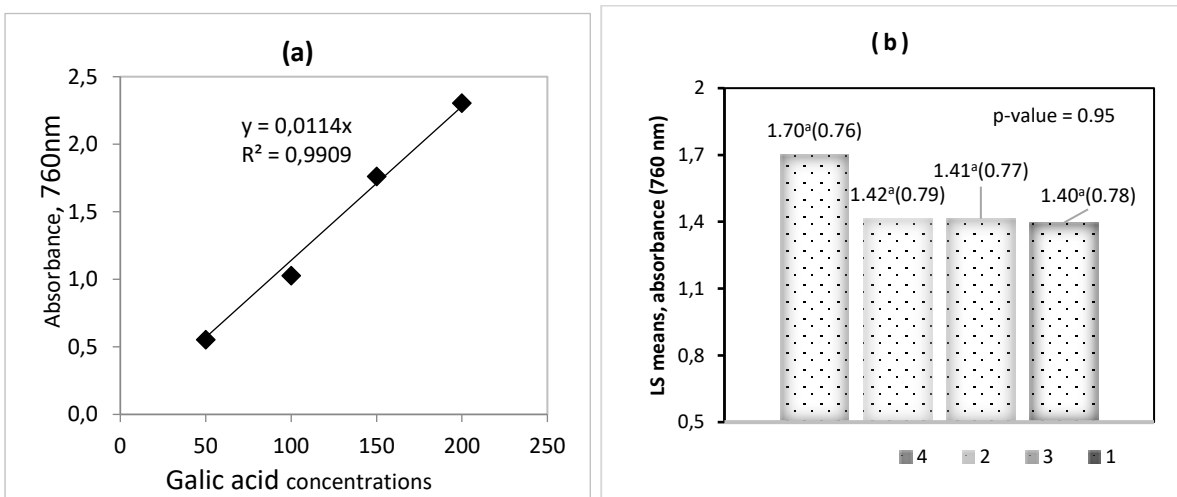 (a)
2,5
2,0
1,5
1,0
0,5
0,0
y = 0,0114x
R² = 0,9909
Absorbance, 760nm
0 50 100 150 200 250
Galic acid concentrations
( b )
2
1,7
1,4
1,1
0,8
0,5
p-value = 0.95
1.70ᵃ(0.76)
1.42ᵃ(0.79)
1.41ᵃ(0.77)
1.40ᵃ(0.78)
LS means, absorbance (760 nm)
4 2 3 1